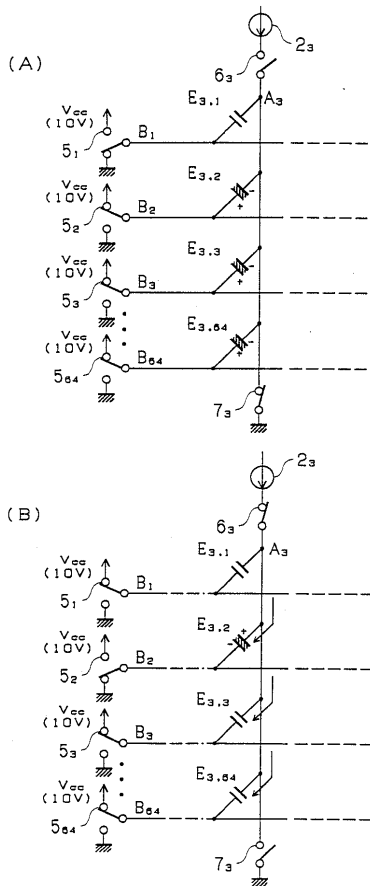 (A)
2₃
6₃
E₃.₁
A₃
Vcc
(10V)
5₁
B₁
E₃.₂
Vcc
(10V)
5₂
B₂
-
+
E₃.₃
Vcc
(10V)
5₃
B₃
-
+
E₃.₆₄
Vcc
(10V)
5₆₄
B₆₄
-
+
7₃
(B)
2₃
6₃
E₃.₁
A₃
Vcc
(10V)
5₁
B₁
E₃.₂
+
-
Vcc
(10V)
5₂
B₂
E₃.₃
Vcc
(10V)
5₃
B₃
E₃.₆₄
Vcc
(10V)
5₆₄
B₆₄
7₃